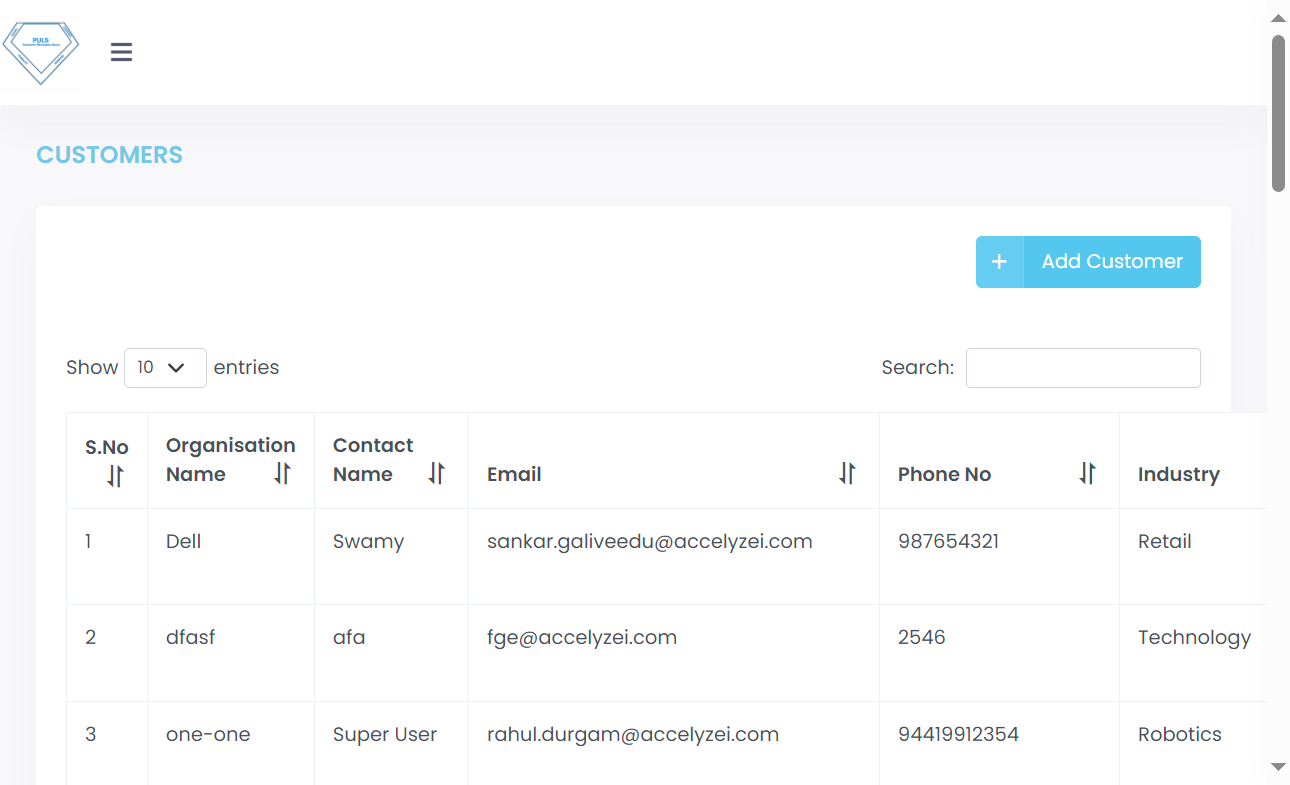 PULS
CUSTOMERS
+ Add Customer
Show 10 entries
Search:
S.No Organisation Name Contact Name Email Phone No Industry
1 Dell Swamy sankar.galiveedu@accelyzei.com 987654321 Retail
2 dfasf afa fge@accelyzei.com 2546 Technology
3 one-one Super User rahul.durgam@accelyzei.com 94419912354 Robotics